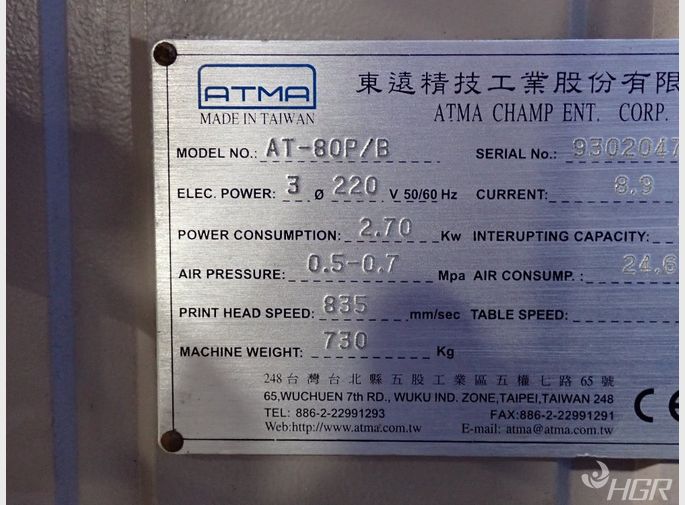 ATMA
MADE IN TAIWAN
東遠精技工業股份有限
ATMA CHAMP ENT. CORP.
MODEL NO.: AT-80P/B SERIAL No.: 9302047
ELEC. POWER: 3 Ø 220 V 50/60 Hz CURRENT: 8.9
POWER CONSUMPTION: 2.70 Kw INTERUPTING CAPACITY:
AIR PRESSURE: 0.5-0.7 Mpa AIR CONSUMP.: 24.6
PRINT HEAD SPEED: 835 mm/sec TABLE SPEED:
MACHINE WEIGHT: 730 Kg
248台灣台北縣五股工業區五權七路65號
65,WUCHUEN 7th RD., WUKU IND. ZONE,TAIPEI,TAIWAN 248
TEL: 886-2-22991293 FAX:886-2-22991291
Web:http://www.atma.com.tw E-mail: atma@atma.com.tw
CE
HGR